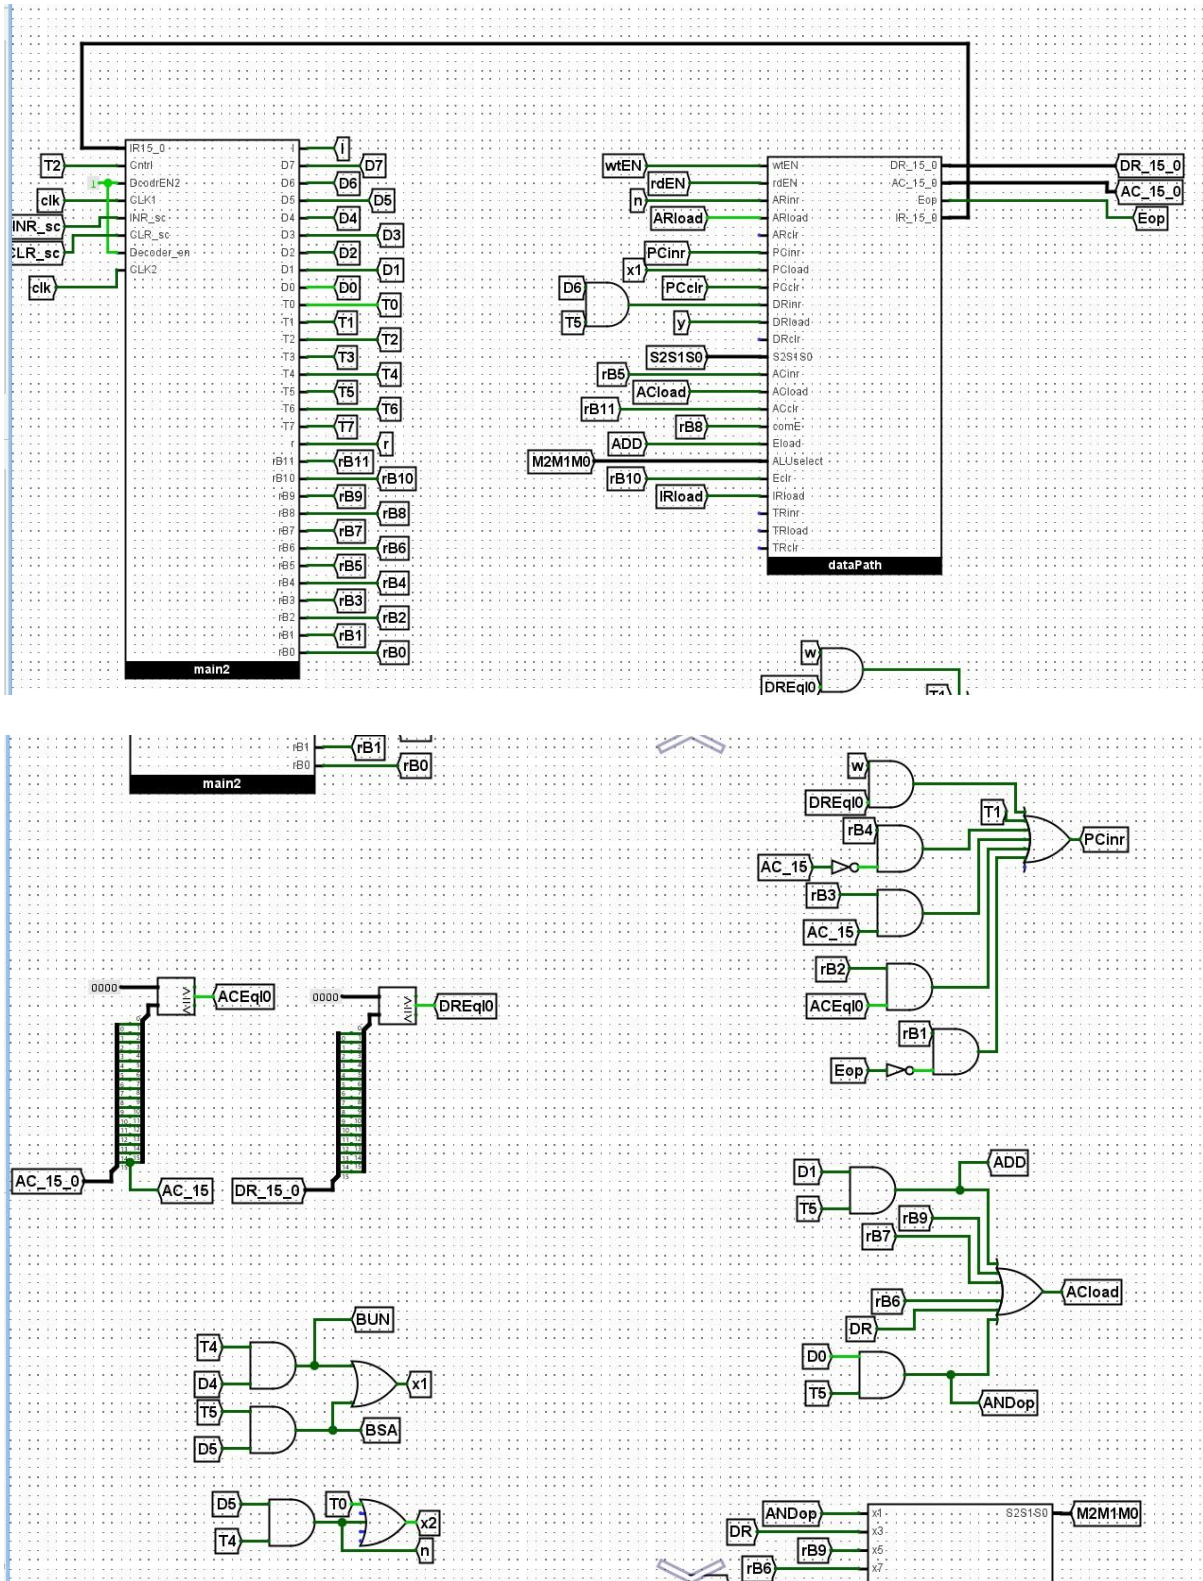 IR15_0
T2
Cntrl
1
DcodrEN2
clk
CLK1
INR_sc
INR_sc
CLR_sc
CLR_sc
Decoder_en
clk
CLK2
main2
I
i
D7
D7
D6
D6
D5
D5
D4
D4
D3
D3
D2
D2
D1
D1
D0
D0
T0
T0
T1
T1
T2
T2
T3
T3
T4
T4
T5
T5
T6
T6
T7
T7
r
r
rB11
rB11
rB10
rB10
rB9
rB9
rB8
rB8
rB7
rB7
rB6
rB6
rB5
rB5
rB4
rB4
rB3
rB3
rB2
rB2
rB1
rB1
rB0
rB0
wtEN
wtEN
rdEN
rdEN
n
ARinr
ARload
ARload
ARclr
PCinr
PCinr
x1
PCload
PCclr
PCclr
D6
T5
DRinr
y
DRload
DRclr
S2S1S0
S2S1S0
rB5
ACinr
ACload
ACload
rB11
ACclr
rB8
comE
ADD
Eload
M2M1M0
ALUselect
rB10
Eclr
IRload
IRload
TRinr
TRload
TRclr
dataPath
DR_15_0
DR_15_0
AC_15_0
AC_15_0
Eop
Eop
IR_15_0
w
DREql0
T1
rB1
rB1
rB0
rB0
main2
w
DREql0
T1
rB4
PCinr
AC_15
rB3
AC_15
rB2
ACEql0
rB1
Eop
0000
ACEql0
0000
DREql0
AC_15_0
AC_15
DR_15_0
D1
ADD
T5
rB9
rB7
rB6
ACload
DR
D0
T5
ANDop
BUN
T4
D4
x1
T5
BSA
D5
D5
T0
x2
T4
n
ANDop
x1
S2S1S0
M2M1M0
DR
x3
rB9
x5
rB6
x7